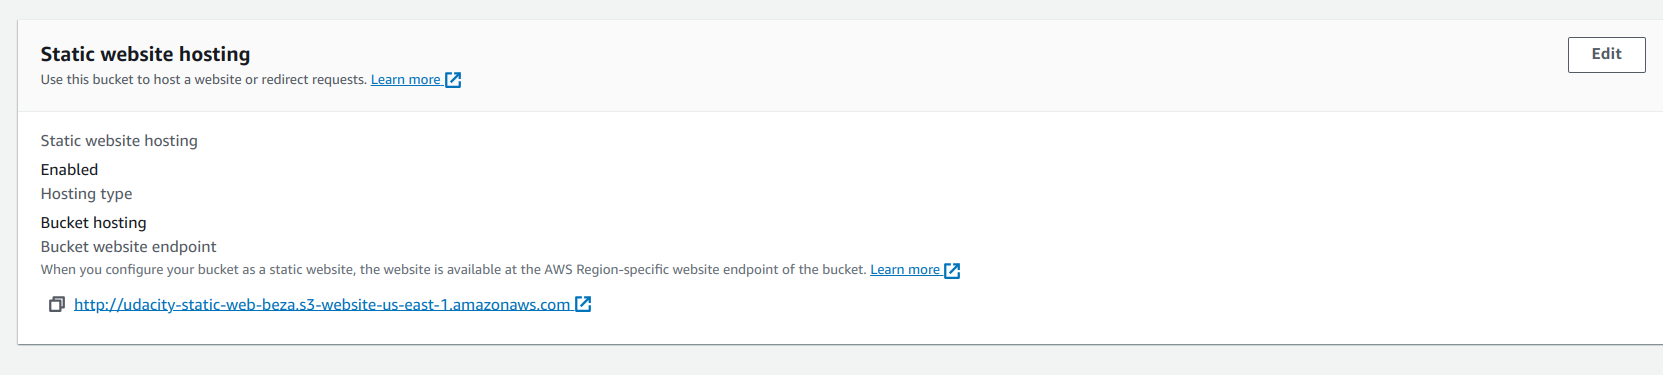 Static website hosting
Edit
Use this bucket to host a website or redirect requests. Learn more
Static website hosting
Enabled
Hosting type
Bucket hosting
Bucket website endpoint
When you configure your bucket as a static website, the website is available at the AWS Region-specific website endpoint of the bucket. Learn more
http://udacity-static-web-beza.s3-website-us-east-1.amazonaws.com